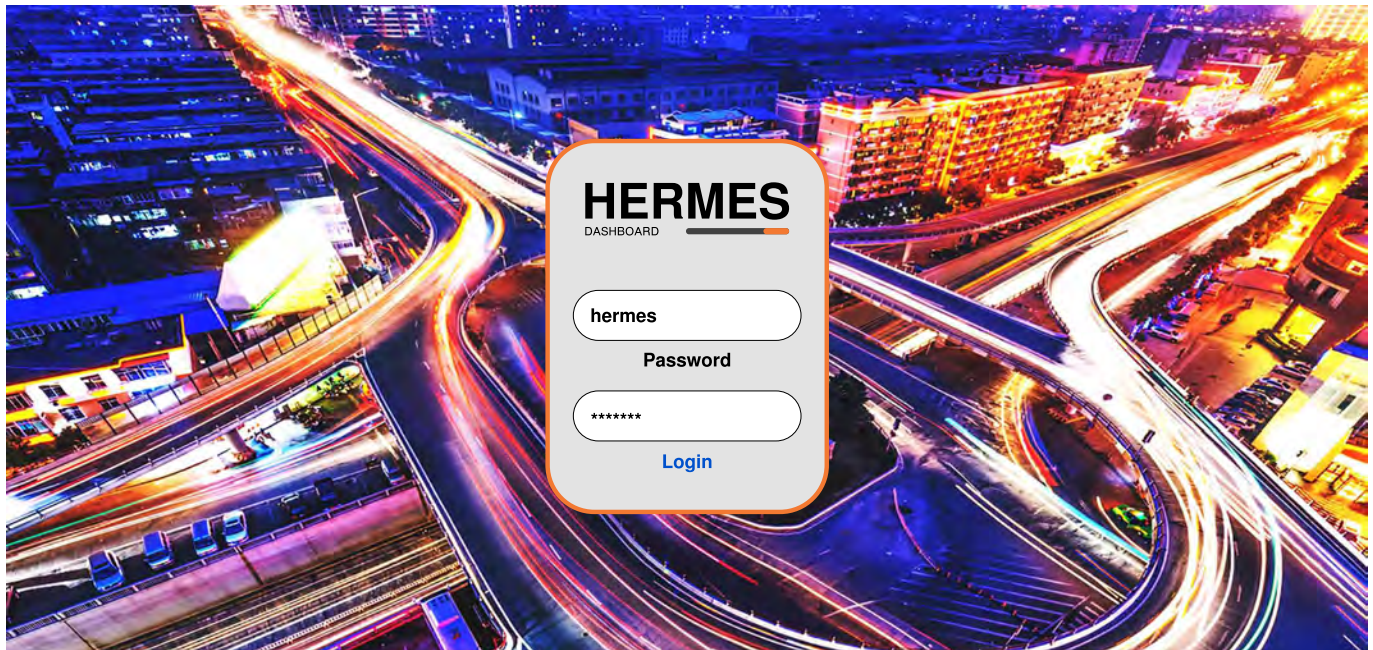 HERMES
DASHBOARD
hermes
Password
*******
Login